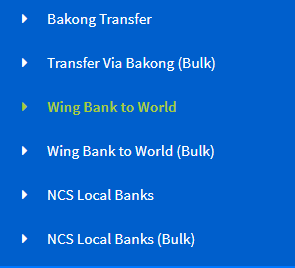 Bakong Transfer
Transfer Via Bakong (Bulk)
Wing Bank to World
Wing Bank to World (Bulk)
NCS Local Banks
NCS Local Banks (Bulk)